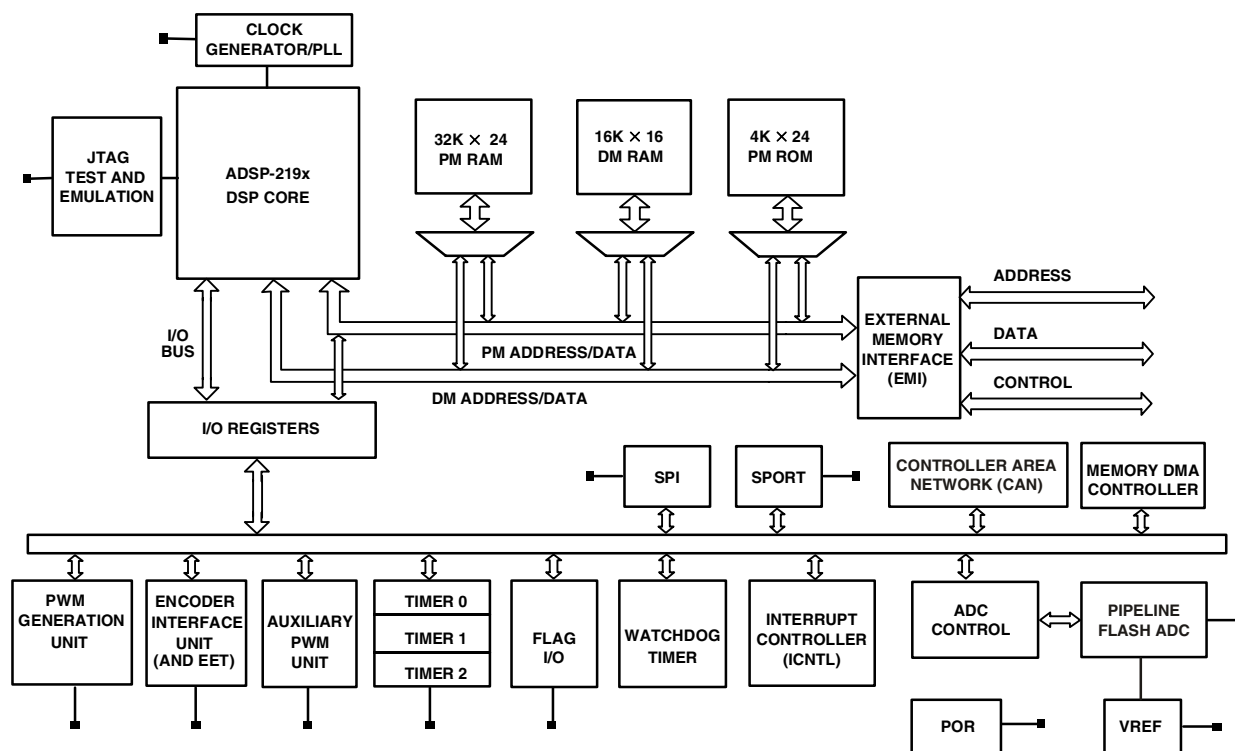 CLOCK
GENERATOR/PLL
JTAG
TEST AND
EMULATION
ADSP-219x
DSP CORE
32K × 24
PM RAM
16K × 16
DM RAM
4K × 24
PM ROM
I/O
BUS
PM ADDRESS/DATA
DM ADDRESS/DATA
EXTERNAL
MEMORY
INTERFACE
(EMI)
ADDRESS
DATA
CONTROL
I/O REGISTERS
SPI
SPORT
CONTROLLER AREA
NETWORK (CAN)
MEMORY DMA
CONTROLLER
PWM
GENERATION
UNIT
ENCODER
INTERFACE
UNIT
(AND EET)
AUXILIARY
PWM
UNIT
TIMER 0
TIMER 1
TIMER 2
FLAG
I/O
WATCHDOG
TIMER
INTERRUPT
CONTROLLER
(ICNTL)
ADC
CONTROL
PIPELINE
FLASH ADC
POR
VREF